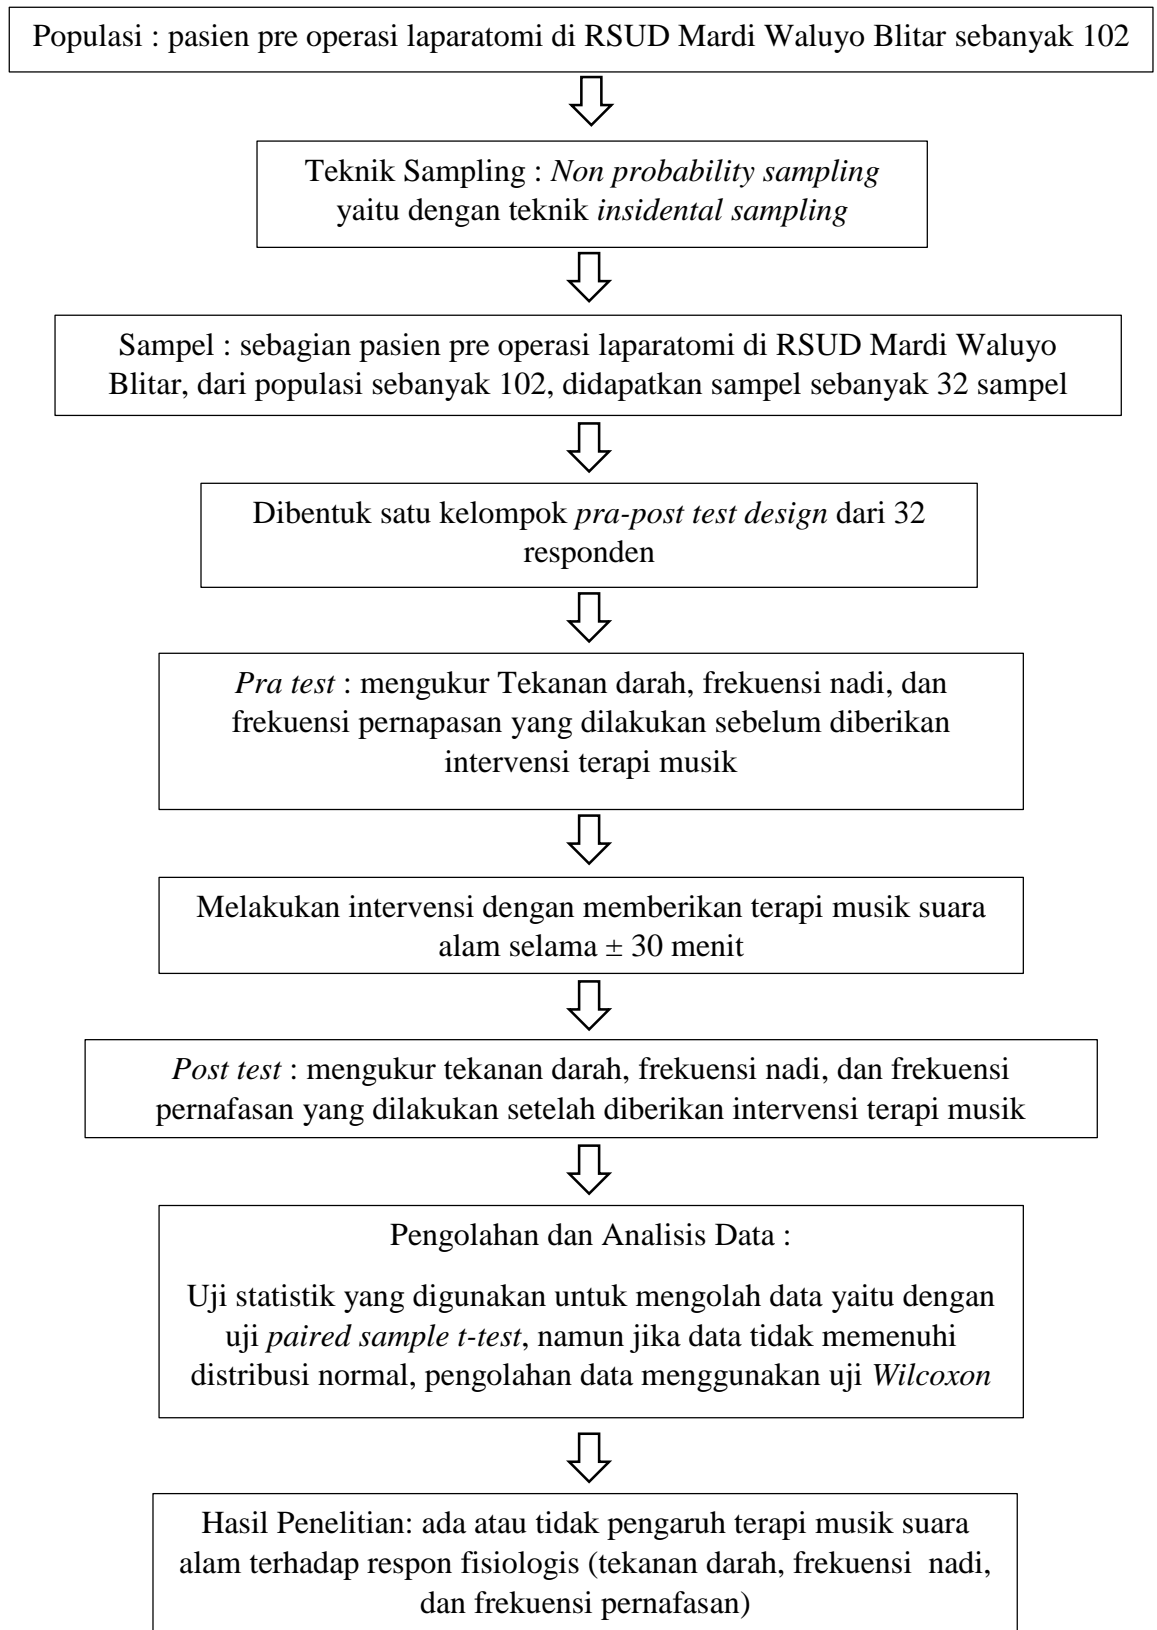 Populasi : pasien pre operasi laparatomi di RSUD Mardi Waluyo Blitar sebanyak 102
Teknik Sampling : Non probability sampling
yaitu dengan teknik insidental sampling
Sampel : sebagian pasien pre operasi laparatomi di RSUD Mardi Waluyo
Blitar, dari populasi sebanyak 102, didapatkan sampel sebanyak 32 sampel
Dibentuk satu kelompok pra-post test design dari 32
responden
Pra test : mengukur Tekanan darah, frekuensi nadi, dan
frekuensi pernapasan yang dilakukan sebelum diberikan
intervensi terapi musik
Melakukan intervensi dengan memberikan terapi musik suara
alam selama ± 30 menit
Post test : mengukur tekanan darah, frekuensi nadi, dan frekuensi
pernafasan yang dilakukan setelah diberikan intervensi terapi musik
Pengolahan dan Analisis Data :
Uji statistik yang digunakan untuk mengolah data yaitu dengan
uji paired sample t-test, namun jika data tidak memenuhi
distribusi normal, pengolahan data menggunakan uji Wilcoxon
Hasil Penelitian: ada atau tidak pengaruh terapi musik suara
alam terhadap respon fisiologis (tekanan darah, frekuensi  nadi,
dan frekuensi pernafasan)